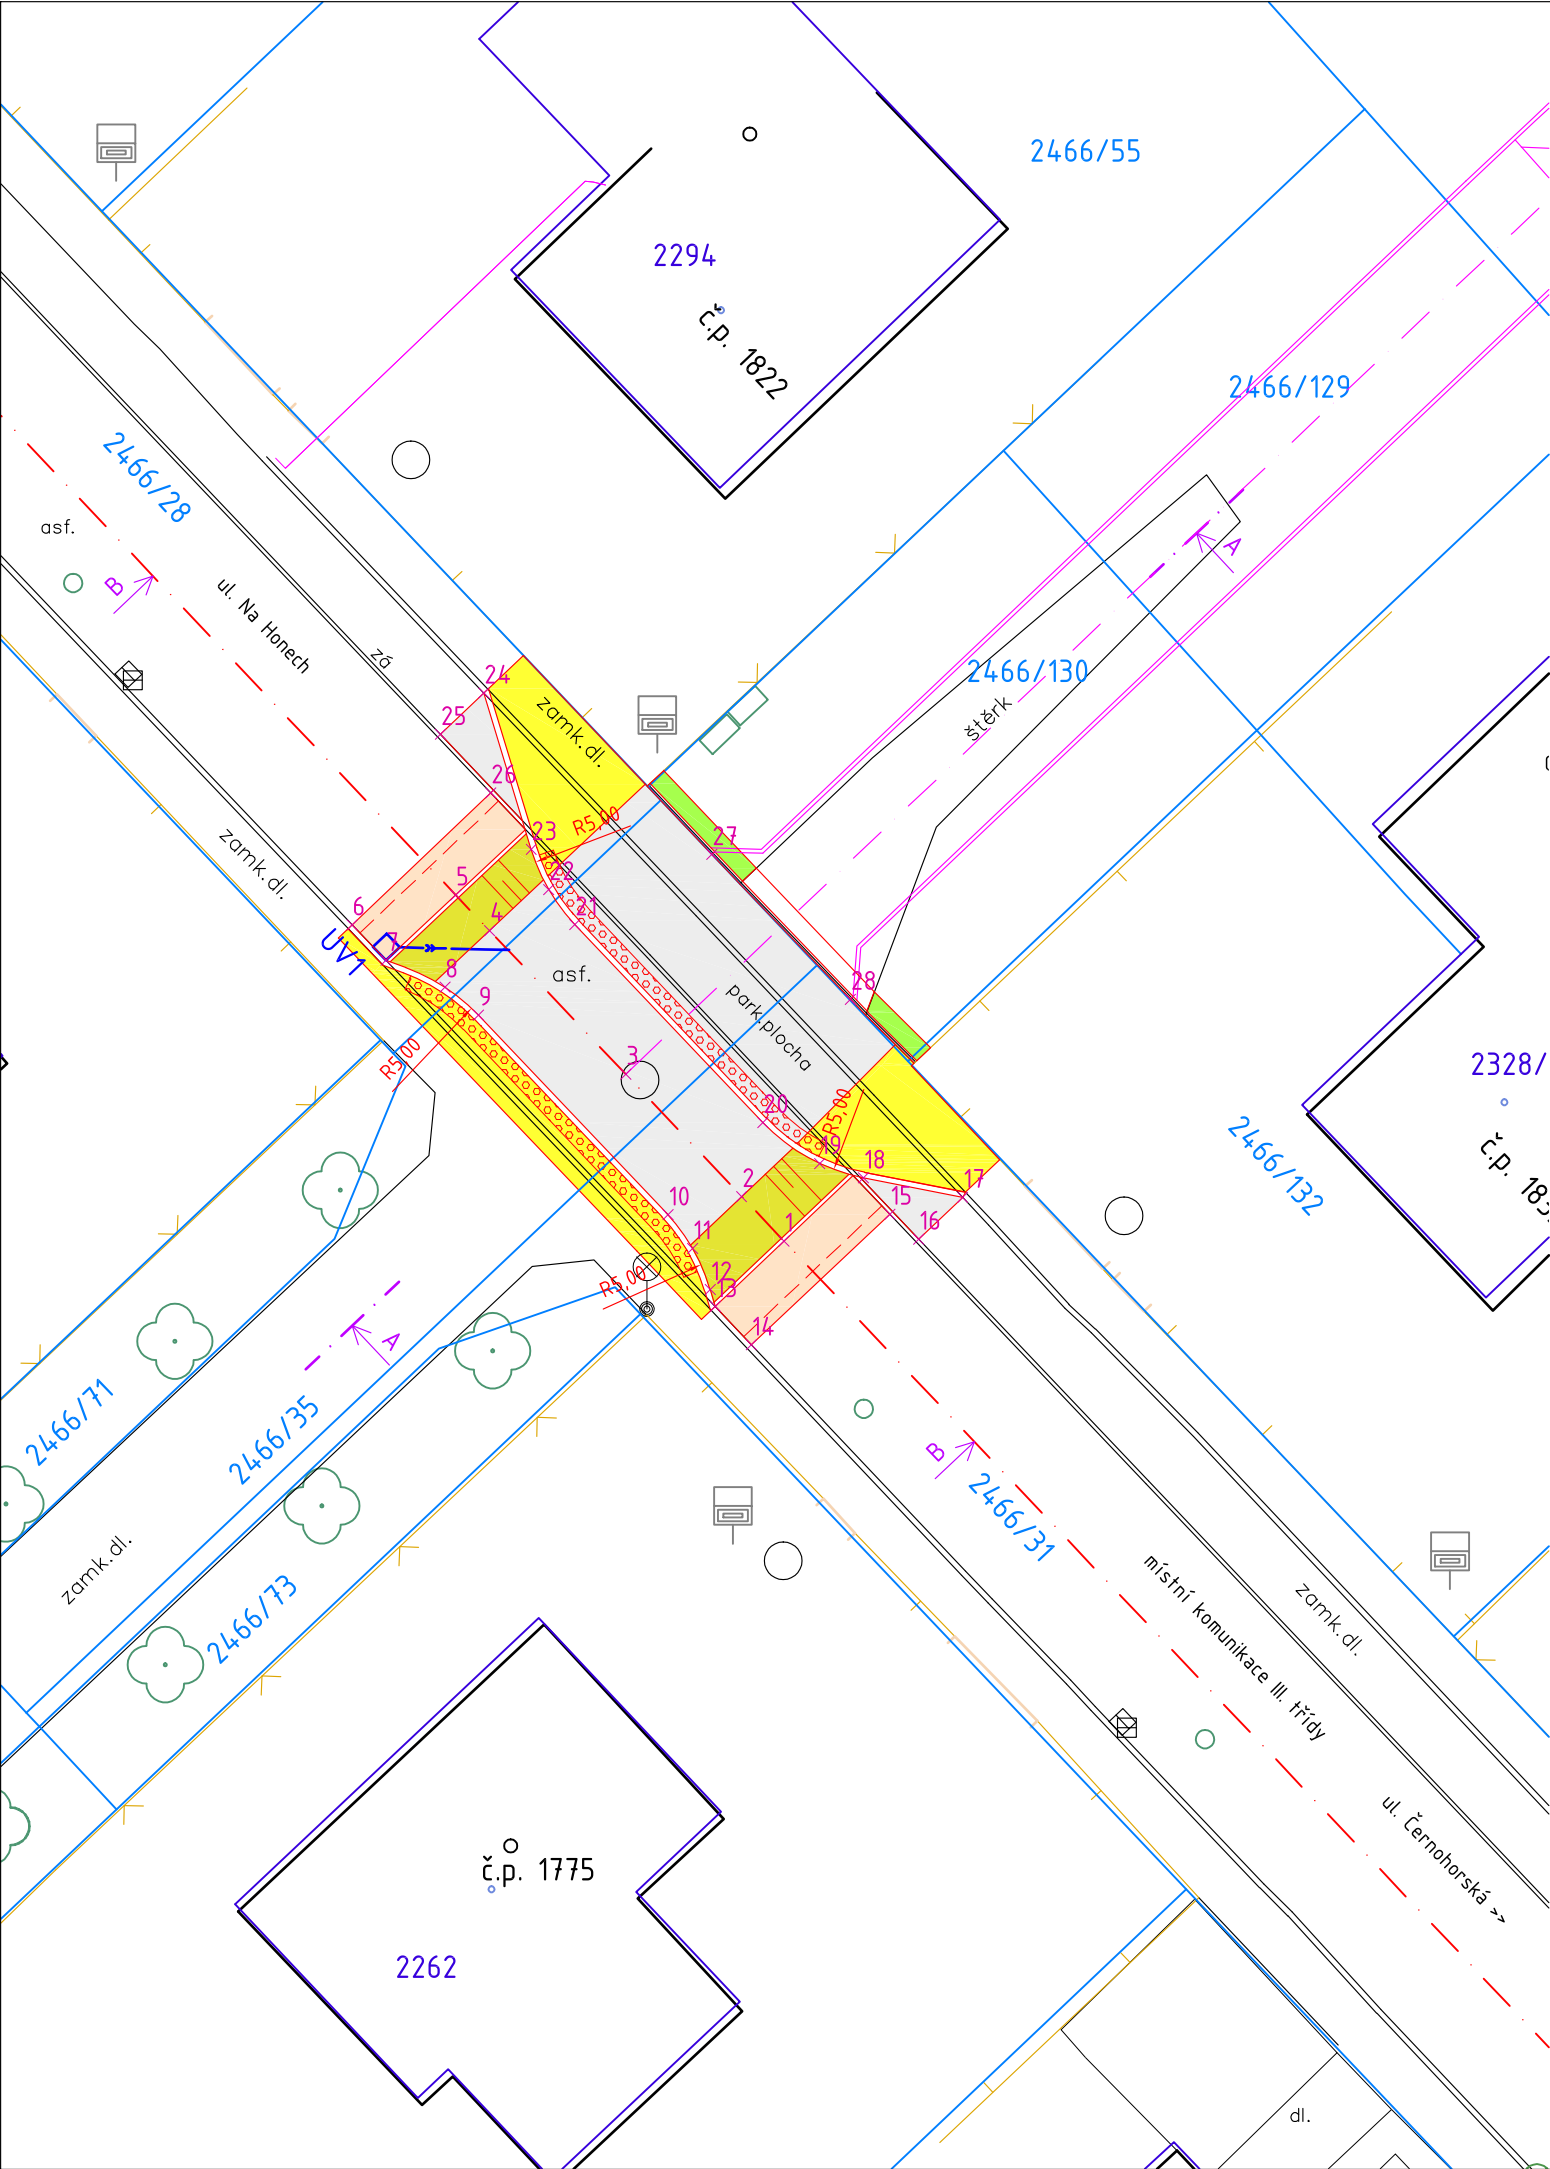 2466/55
2294
č.p. 1822
2466/129
2466/28
asf.
B
ul. Na Honech
zá
A
2466/130
štěrk
24
zamk.dl.
25
26
27
R5,00
23
22
5
zamk.dl.
6
4
21
7
UV1
8
asf.
28
9
park.plocha
3
R5,00
20
R5,00
19
18
17
2
10
15
16
1
11
12
13
R5,00
14
2328/
2466/132
č.p. 183
A
2466/71
2466/35
B
2466/31
zamk.dl.
2466/73
místní komunikace III. třídy
zamk.dl.
ul. Černohorská >>
č.p. 1775
2262
dl.